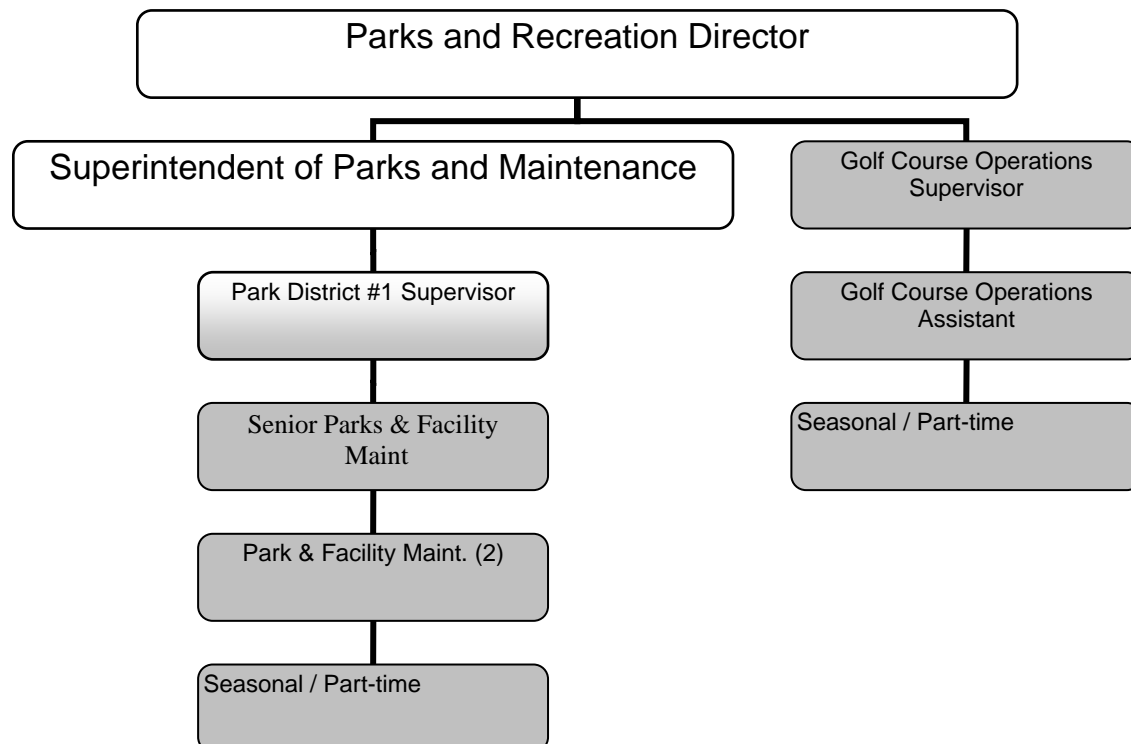 Parks and Recreation Director
Superintendent of Parks and Maintenance
Golf Course Operations
Supervisor
Park District #1 Supervisor
Golf Course Operations
Assistant
Senior Parks & Facility
Maint
Seasonal / Part-time
Park & Facility Maint. (2)
Seasonal / Part-time